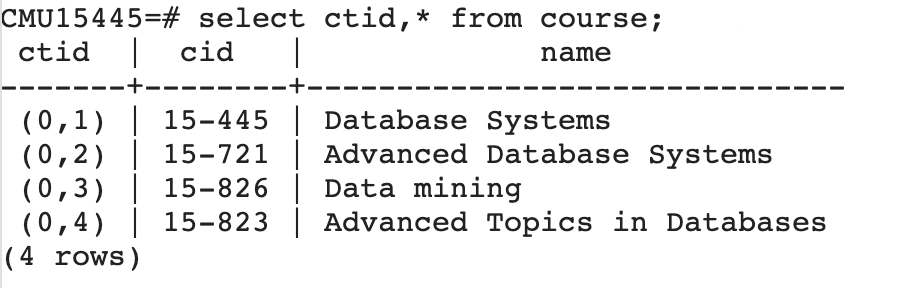 CMU15445=# select ctid,* from course;
 ctid  |  cid   |              name
-------+--------+--------------------------------
 (0,1) | 15-445 | Database Systems
 (0,2) | 15-721 | Advanced Database Systems
 (0,3) | 15-826 | Data mining
 (0,4) | 15-823 | Advanced Topics in Databases
(4 rows)